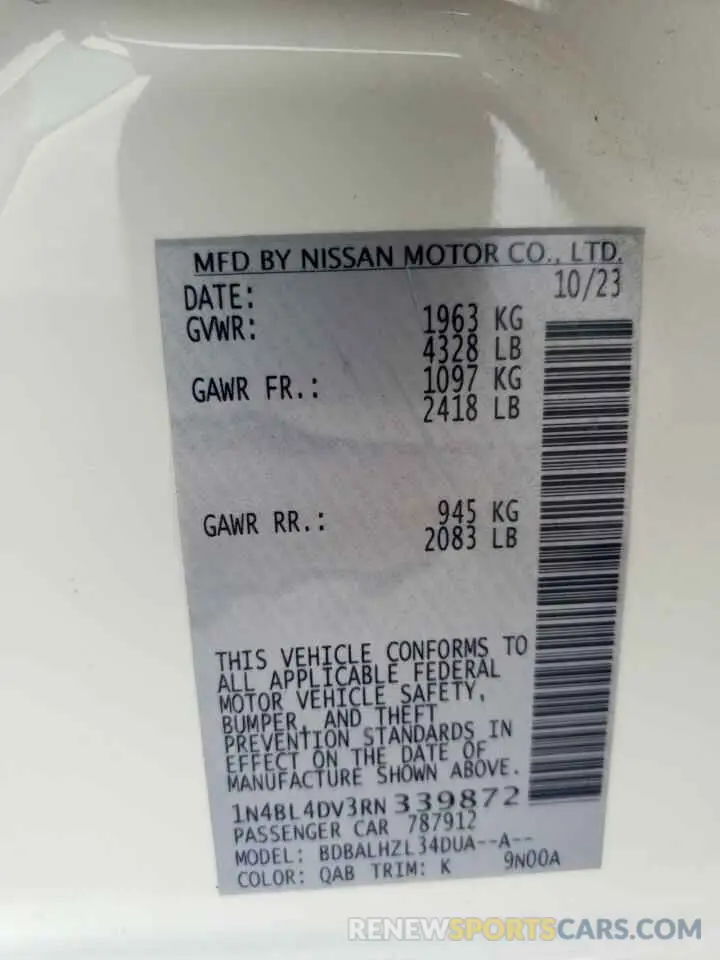 MFD BY NISSAN MOTOR CO., LTD.
DATE: 10/23
GVWR: 1963 KG
4328 LB
GAWR FR.: 1097 KG
2418 LB
GAWR RR.: 945 KG
2083 LB
THIS VEHICLE CONFORMS TO
ALL APPLICABLE FEDERAL
MOTOR VEHICLE SAFETY,
BUMPER, AND THEFT
PREVENTION STANDARDS IN
EFFECT ON THE DATE OF
MANUFACTURE SHOWN ABOVE.
1N4BL4DV3RN 339872
PASSENGER CAR 787912
MODEL: BDBALHZL34DUA--A--
COLOR: QAB TRIM: K 9N00A
RENEWSPORTSCARS.COM